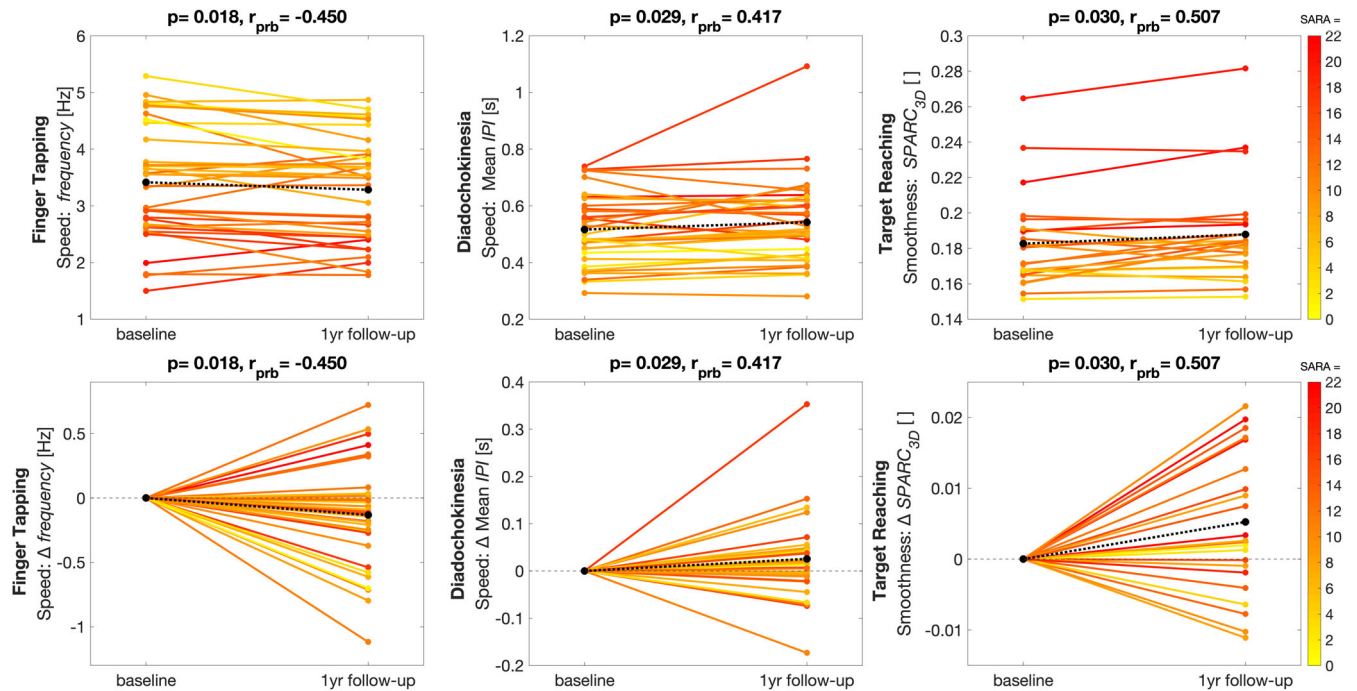 p= 0.018, r_prb= -0.450
p= 0.029, r_prb= 0.417
p= 0.030, r_prb= 0.507
SARA =
Finger Tapping
Speed: frequency [Hz]
6
5
4
3
2
1
baseline
1yr follow-up
Diadochokinesia
Speed: Mean IPI [s]
1.2
1
0.8
0.6
0.4
0.2
baseline
1yr follow-up
Target Reaching
Smoothness: SPARC_3D [ ]
0.3
0.28
0.26
0.24
0.22
0.2
0.18
0.16
0.14
baseline
1yr follow-up
22
20
18
16
14
12
10
8
6
4
2
0
p= 0.018, r_prb= -0.450
p= 0.029, r_prb= 0.417
p= 0.030, r_prb= 0.507
SARA =
Finger Tapping
Speed: Δ frequency [Hz]
0.5
0
-0.5
-1
baseline
1yr follow-up
Diadochokinesia
Speed: Δ Mean IPI [s]
0.4
0.3
0.2
0.1
0
-0.1
-0.2
baseline
1yr follow-up
Target Reaching
Smoothness: Δ SPARC_3D [ ]
0.02
0.01
0
-0.01
baseline
1yr follow-up
22
20
18
16
14
12
10
8
6
4
2
0